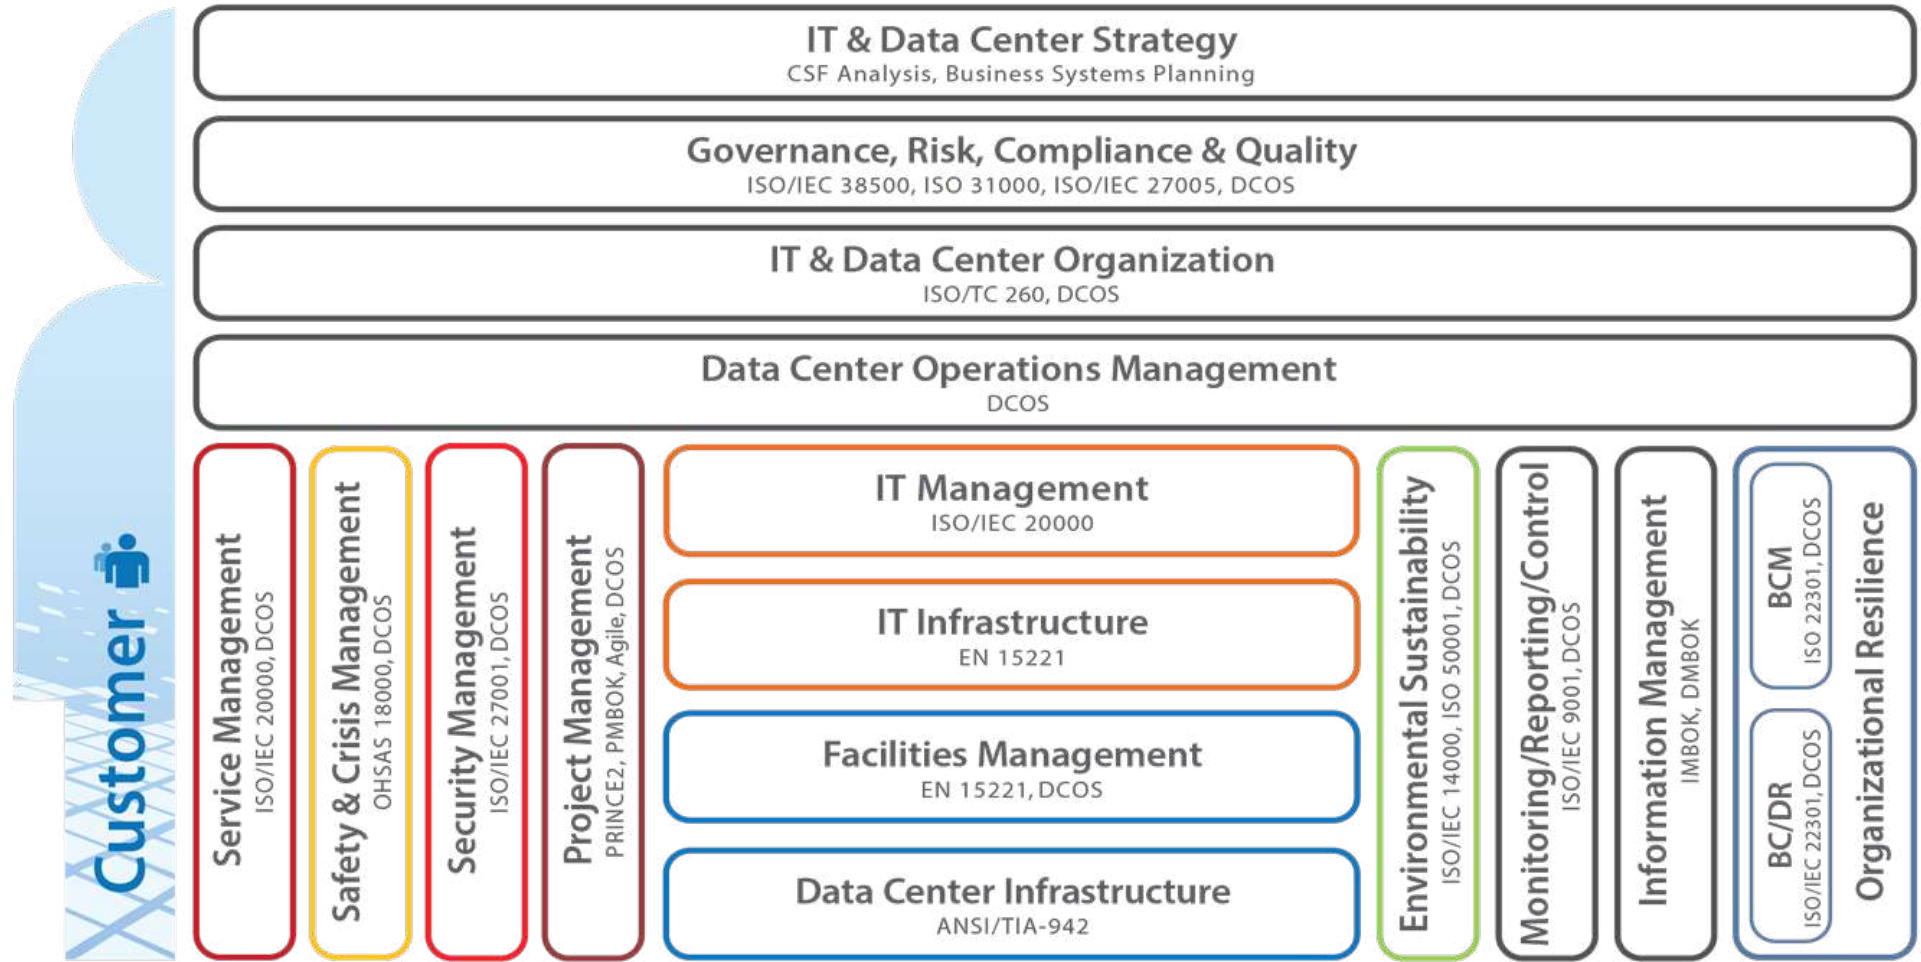 IT & Data Center Strategy
CSF Analysis, Business Systems Planning
Governance, Risk, Compliance & Quality
ISO/IEC 38500, ISO 31000, ISO/IEC 27005, DCOS
IT & Data Center Organization
ISO/TC 260, DCOS
Data Center Operations Management
DCOS
Customer
Service Management
ISO/IEC 20000, DCOS
Safety & Crisis Management
OHSAS 18000, DCOS
Security Management
ISO/IEC 27001, DCOS
Project Management
PRINCE2, PMBOK, Agile, DCOS
IT Management
ISO/IEC 20000
IT Infrastructure
EN 15221
Facilities Management
EN 15221, DCOS
Data Center Infrastructure
ANSI/TIA-942
Environmental Sustainability
ISO/IEC 14000, ISO 50001, DCOS
Monitoring/Reporting/Control
ISO/IEC 9001, DCOS
Information Management
IMBOK, DMBOK
BCM
ISO 22301, DCOS
BC/DR
ISO/IEC 22301, DCOS
Organizational Resilience